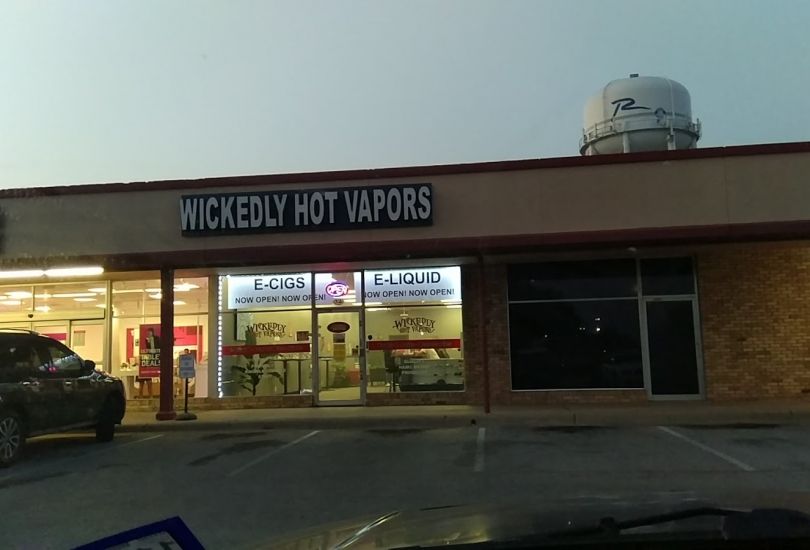 R
WICKEDLY HOT VAPORS
E-CIGS
NOW OPEN! NOW OPEN!
OPEN
E-LIQUID
NOW OPEN! NOW OPEN!
WICKEDLY
HOT VAPORS
WICKEDLY
HOT VAPORS